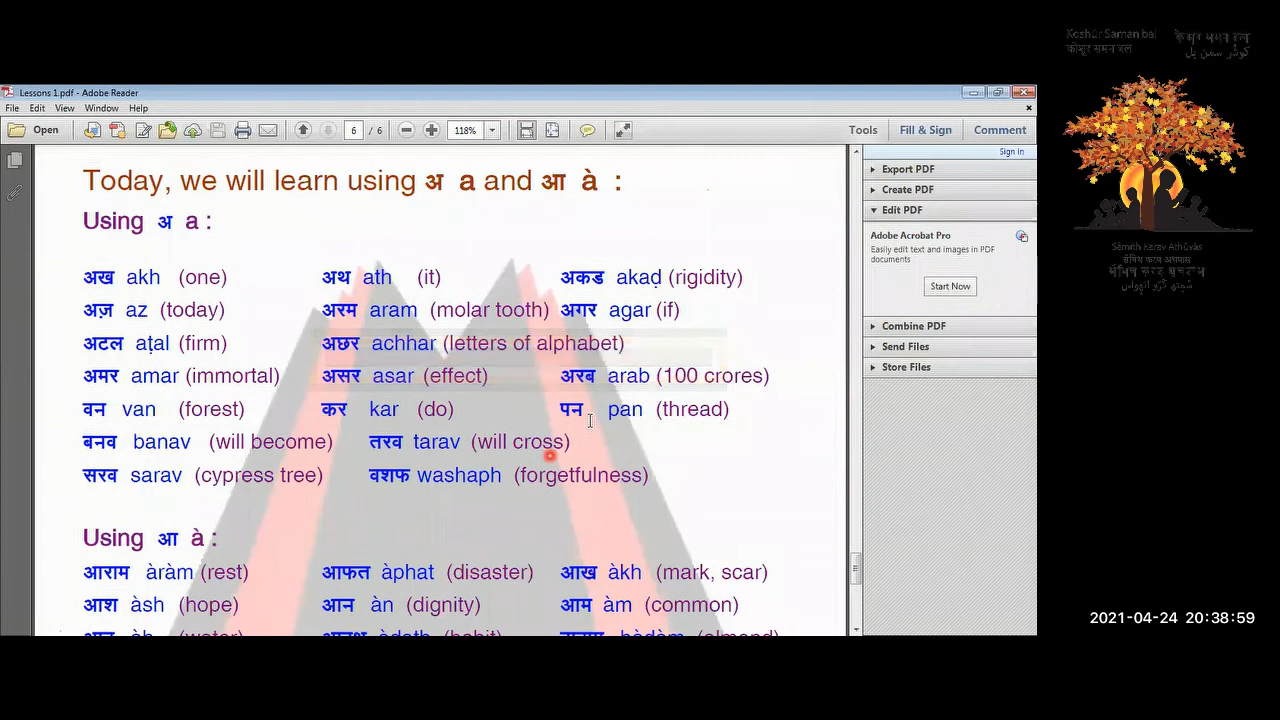 Koshur Saman bal
कॊशुर समन बल
Lessons 1.pdf - Adobe Reader
File Edit View Window Help
Open 6 / 6 118% Tools Fill & Sign Comment
Sign In
Export PDF
Create PDF
Edit PDF
Adobe Acrobat Pro
Easily edit text and images in PDF
documents
Start Now
Combine PDF
Send Files
Store Files
Today, we will learn using अ a and आ à :
Using अ a :
अख akh (one) अथ ath (it) अकड akaḍ (rigidity)
अज़ az (today) अरम aram (molar tooth) अगर agar (if)
अटल aṭal (firm) अछर achhar (letters of alphabet)
अमर amar (immortal) असर asar (effect) अरब arab (100 crores)
वन van (forest) कर kar (do) पन pan (thread)
बनव banav (will become) तरव tarav (will cross)
सरव sarav (cypress tree) वशफ washaph (forgetfulness)
Using आ à :
आराम àràm (rest) आफत àphat (disaster) आख àkh (mark, scar)
आश àsh (hope) आन àn (dignity) आम àm (common)
Sêmith Karav Athûvàs
2021-04-24 20:38:59